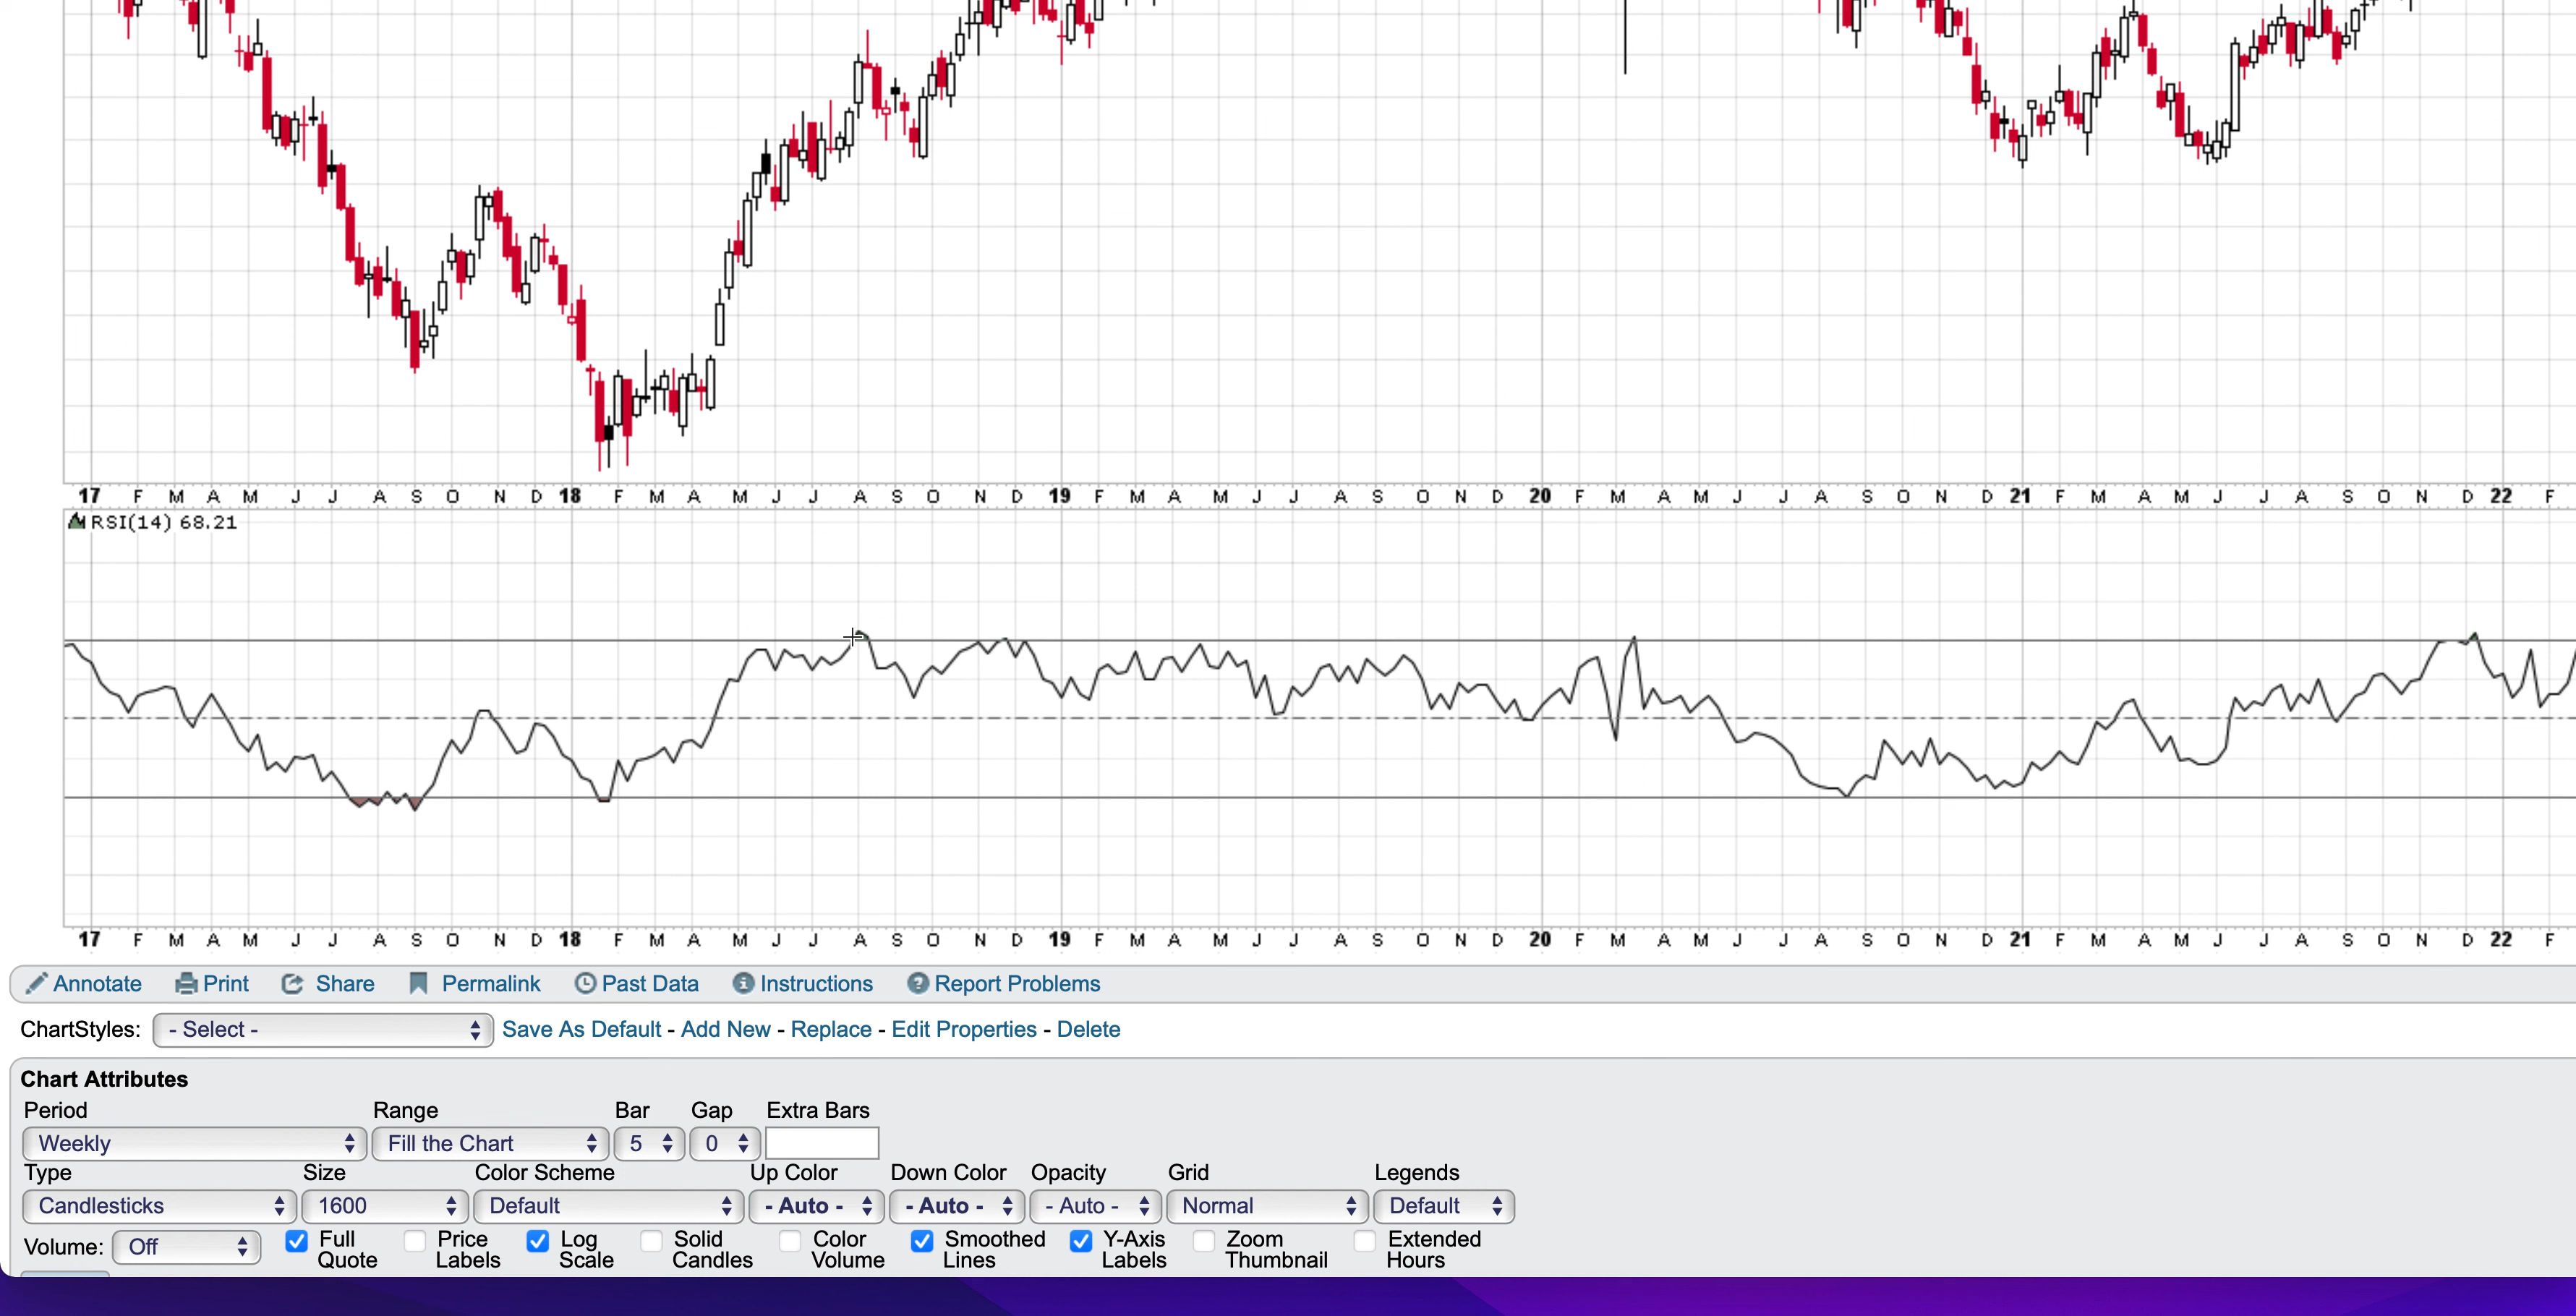 17 F M A M J J A S O N D 18 F M A M J J A S O N D 19 F M A M J J A S O N D 20 F M A M J J A S O N D 21 F M A M J J A S O N D 22 F
RSI(14) 68.21
17 F M A M J J A S O N D 18 F M A M J J A S O N D 19 F M A M J J A S O N D 20 F M A M J J A S O N D 21 F M A M J J A S O N D 22 F
Annotate Print Share Permalink Past Data Instructions Report Problems
ChartStyles: - Select - Save As Default - Add New - Replace - Edit Properties - Delete
Chart Attributes
Period Range Bar Gap Extra Bars
Weekly Fill the Chart 5 0
Type Size Color Scheme Up Color Down Color Opacity Grid Legends
Candlesticks 1600 Default - Auto - - Auto - - Auto - Normal Default
Volume: Off Full Quote Price Labels Log Scale Solid Candles Color Volume Smoothed Lines Y-Axis Labels Zoom Thumbnail Extended Hours